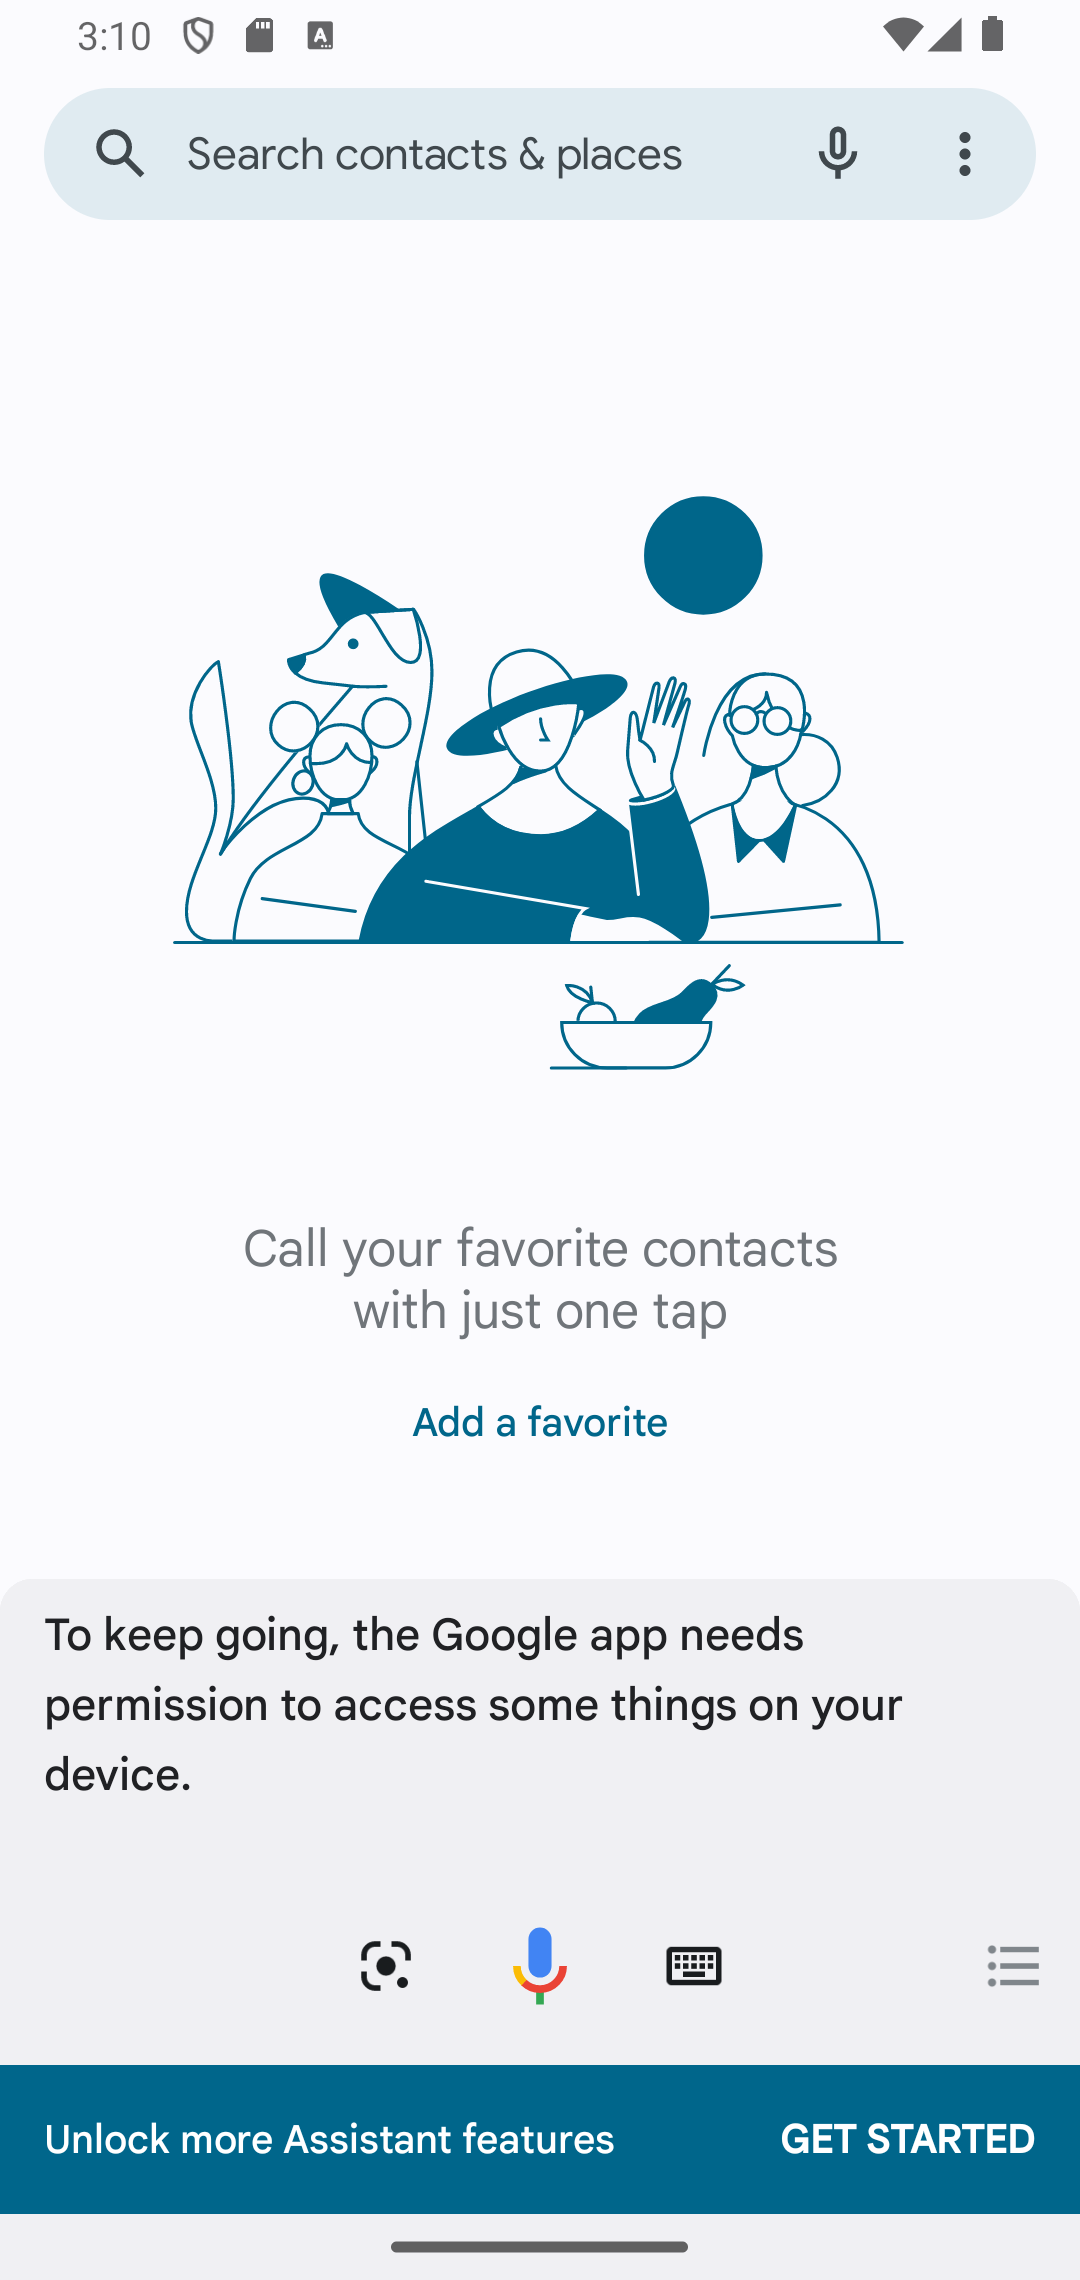 3:10
Search contacts & places
Call your favorite contacts
with just one tap
Add a favorite
To keep going, the Google app needs
permission to access some things on your
device.
Unlock more Assistant features
GET STARTED